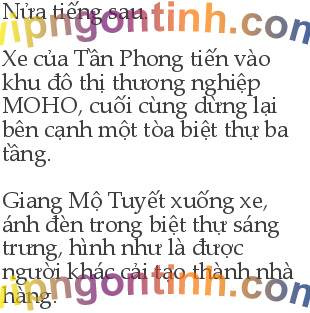 Nửa tiếng sau.
vipngontinh.com
Xe của Tần Phong tiến vào
khu đô thị thương nghiệp
MOHO, cuối cùng dừng lại
bên cạnh một tòa biệt thự ba
tầng.
Giang Mộ Tuyết xuống xe,
ánh đèn trong biệt thự sáng
trưng, hình như là được
người khác cải tạo thành nhà
hàng.
vipngontinh.com